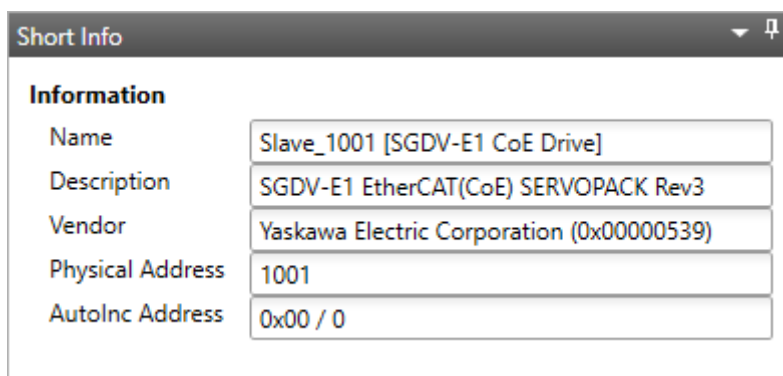 Short Info
Information
Name Slave_1001 [SGDV-E1 CoE Drive]
Description SGDV-E1 EtherCAT(CoE) SERVOPACK Rev3
Vendor Yaskawa Electric Corporation (0x00000539)
Physical Address 1001
AutoInc Address 0x00 / 0